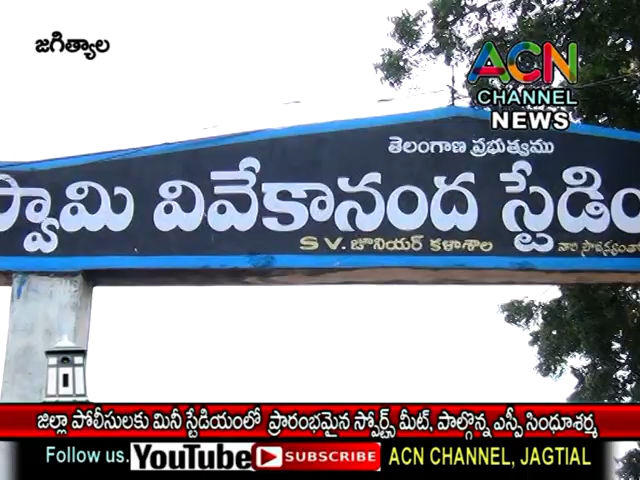 జగిత్యాల
ACN
CHANNEL
NEWS
తెలంగాణ ప్రభుత్వము
స్వామి వివేకానంద స్టేడిం
S V. జూనియర్ కళాశాల వారి సౌజన్యంతో
జిల్లా పోలీసులకు మినీ స్టేడియంలో ప్రారంభమైన స్పోర్ట్స్ మీట్, పాల్గొన్న ఎస్పీ సింధూశర్మ
Follow us. YouTube SUBSCRIBE ACN CHANNEL, JAGTIAL